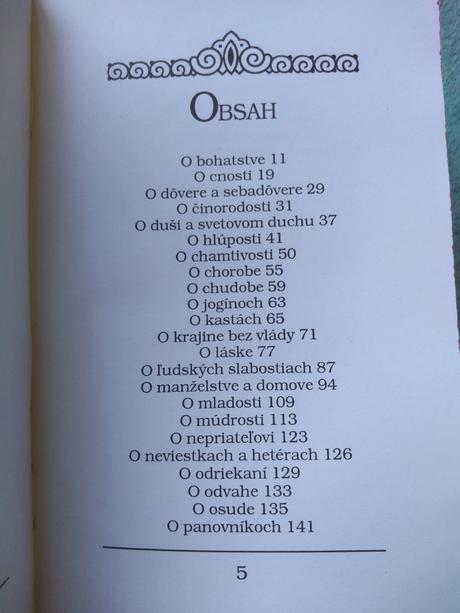 OBSAH
O bohatstve 11
O cnosti 19
O dôvere a sebadôvere 29
O činorodosti 31
O duši a svetovom duchu 37
O hlúposti 41
O chamtivosti 50
O chorobe 55
O chudobe 59
O jogínoch 63
O kastách 65
O krajine bez vlády 71
O láske 77
O ľudských slabostiach 87
O manželstve a domove 94
O mladosti 109
O múdrosti 113
O nepriateľovi 123
O neviestkach a hetérach 126
O odriekaní 129
O odvahe 133
O osude 135
O panovníkoch 141
5